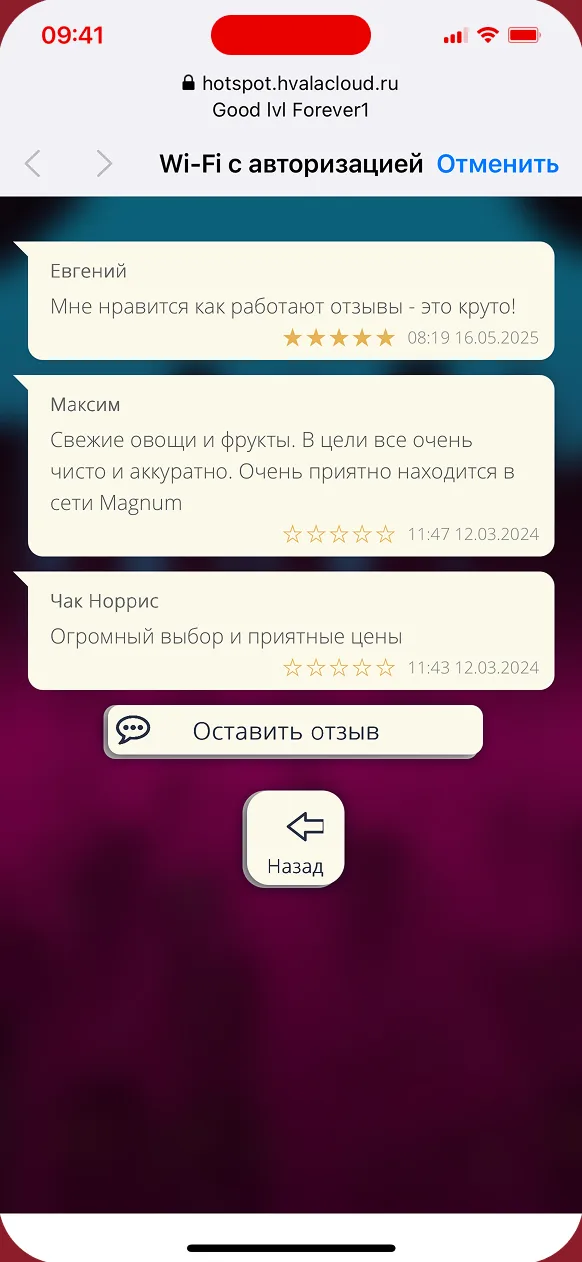 09:41
hotspot.hvalacloud.ru
Good lvl Forever1
Wi-Fi с авторизацией Отменить
Евгений
Мне нравится как работают отзывы - это круто!
08:19 16.05.2025
Максим
Свежие овощи и фрукты. В цели все очень
чисто и аккуратно. Очень приятно находится в
сети Magnum
11:47 12.03.2024
Чак Норрис
Огромный выбор и приятные цены
11:43 12.03.2024
Оставить отзыв
Назад